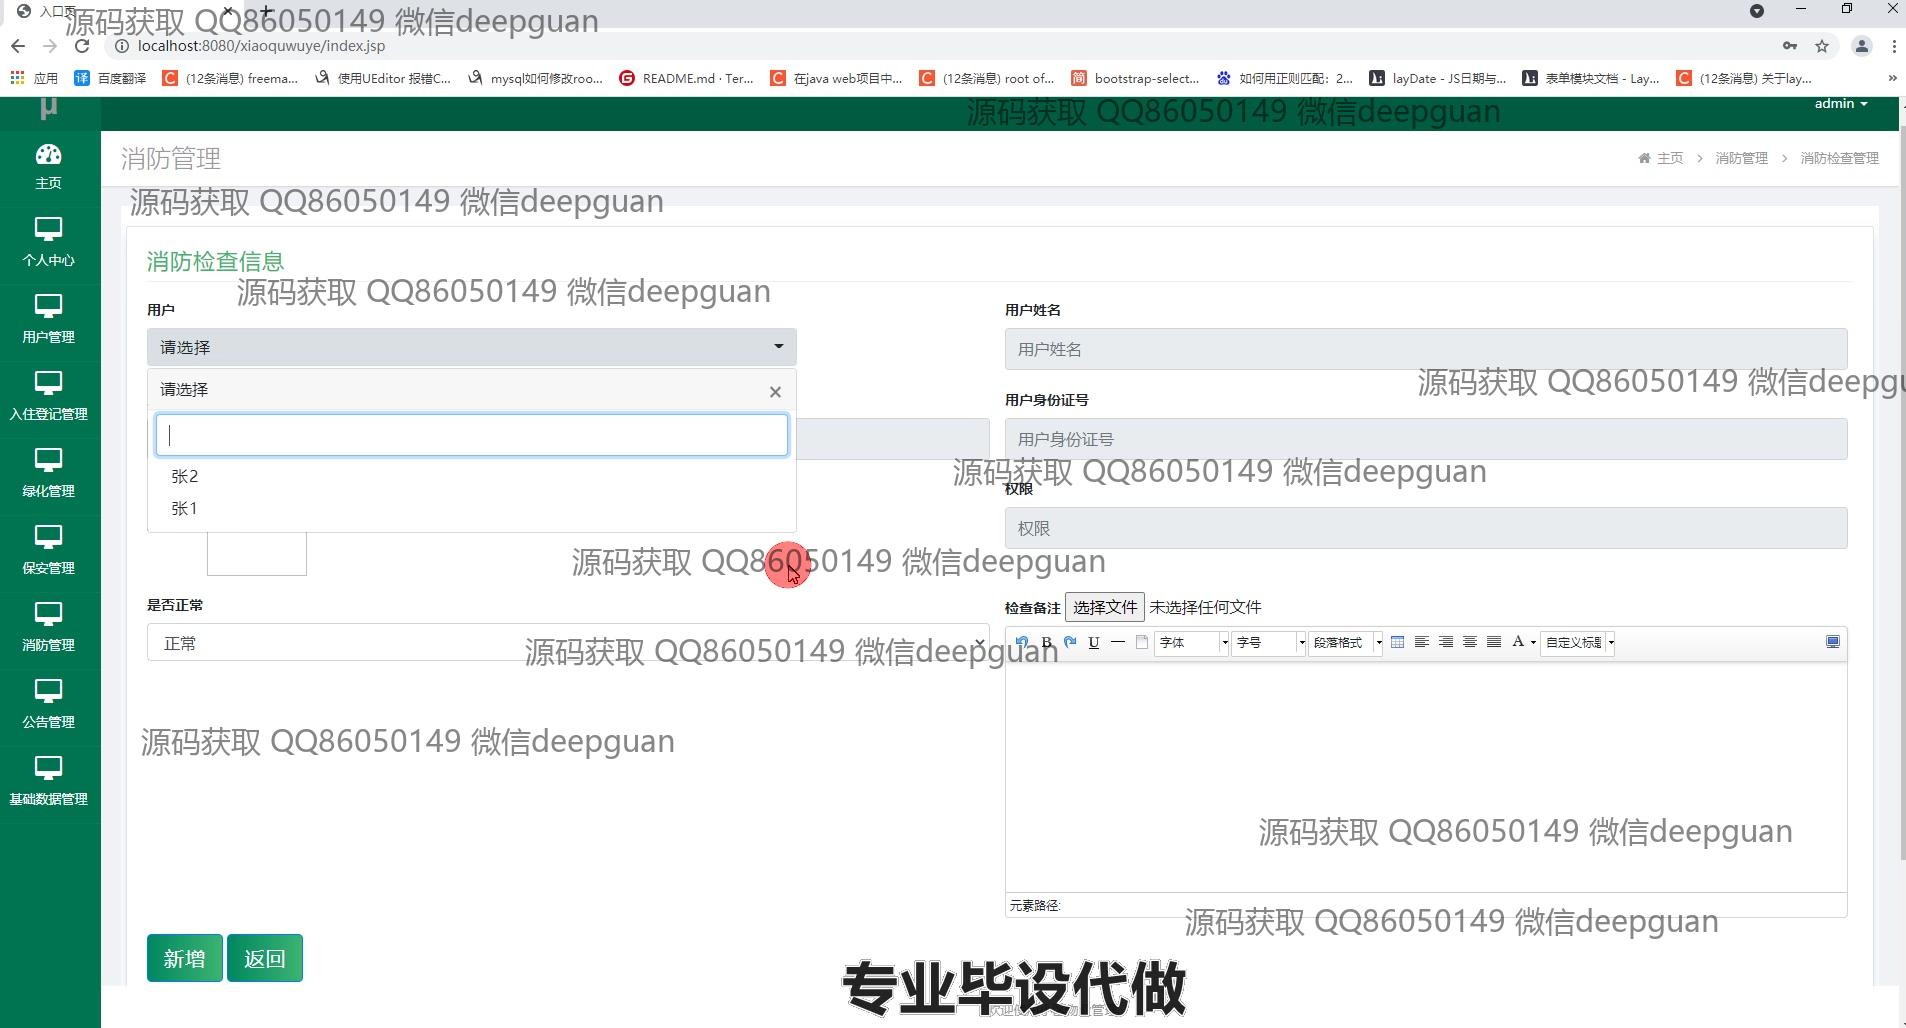 入口页
源码获取 QQ86050149 微信deepguan
localhost:8080/xiaoquwuye/index.jsp
应用 百度翻译 (12条消息) freema... 使用UEditor 报错C... mysql如何修改roo... README.md · Ter... 在java web项目中... (12条消息) root of... bootstrap-select... 如何用正则匹配：2... layDate - JS日期与... 表单模块文档 - Lay... (12条消息) 关于lay... »
μ
源码获取 QQ86050149 微信deepguan
admin
消防管理
主页 > 消防管理 > 消防检查管理
源码获取 QQ86050149 微信deepguan
主页
个人中心
用户管理
入住登记管理
绿化管理
保安管理
消防管理
公告管理
基础数据管理
消防检查信息
源码获取 QQ86050149 微信deepguan
用户
请选择
请选择 ×
张2
张1
用户姓名
用户姓名
源码获取 QQ86050149 微信deepgu
用户身份证号
用户身份证号
源码获取 QQ86050149 微信deepguan
权限
权限
源码获取 QQ86050149 微信deepguan
是否正常
正常
检查备注 选择文件 未选择任何文件
B U 字体 字号 段落格式 A 自定义标题
源码获取 QQ86050149 微信deepguan
源码获取 QQ86050149 微信deepguan
源码获取 QQ86050149 微信deepguan
元素路径:
源码获取 QQ86050149 微信deepguan
新增 返回
专业毕设代做